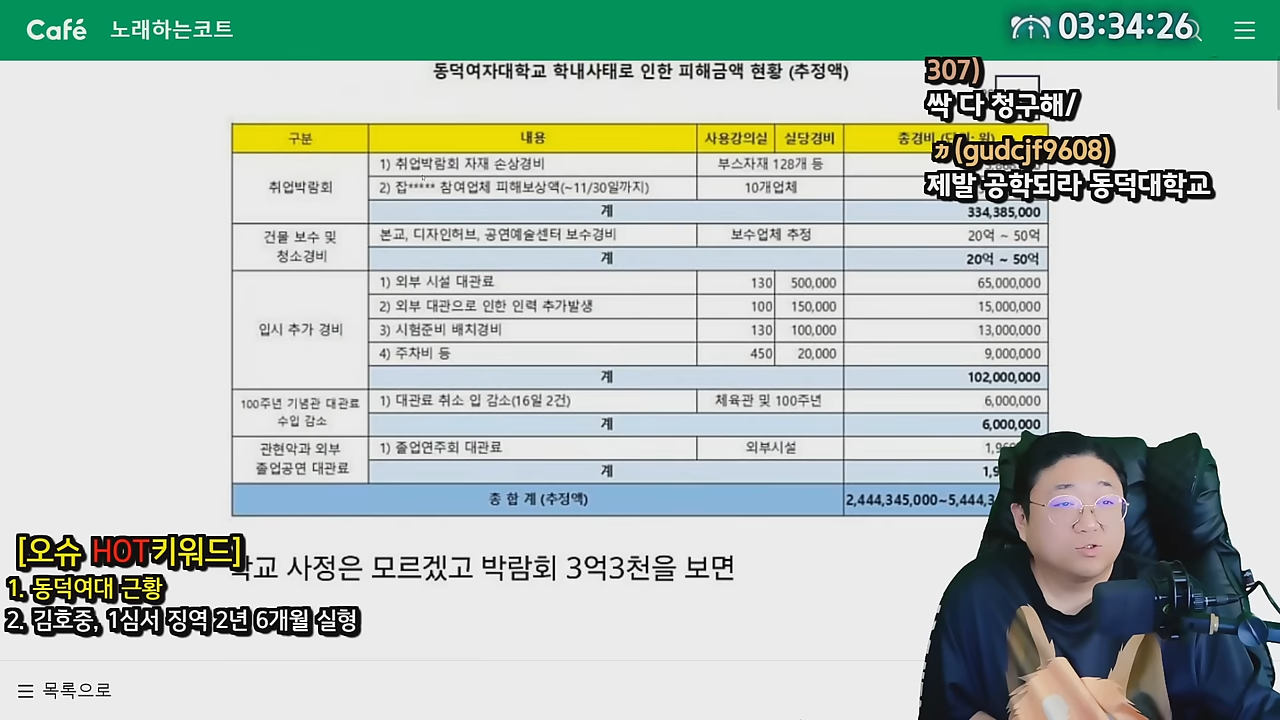 Café 노래하는코트
03:34:26
동덕여자대학교 학내사태로 인한 피해금액 현황 (추정액)
307)
싹 다 청구해/
ㄲ(gudcjf9608)
제발 공학되라 동덕대학교
구분 내용 사용강의실 실당경비 총경비
취업박람회
1) 취업박람회 자재 손상경비 부스자재 128개 등
2) 잡***** 참여업체 피해보상액(~11/30일까지) 10개업체
계 334,385,000
건물 보수 및
청소경비
본교, 디자인허브, 공연예술센터 보수경비 보수업체 추정 20억 ~ 50억
계 20억 ~ 50억
입시 추가 경비
1) 외부 시설 대관료 130 500,000 65,000,000
2) 외부 대관으로 인한 인력 추가발생 100 150,000 15,000,000
3) 시험준비 배치경비 130 100,000 13,000,000
4) 주차비 등 450 20,000 9,000,000
계 102,000,000
100주년 기념관 대관료
수입 감소
1) 대관료 취소 입 감소(16일 2건) 체육관 및 100주년 6,000,000
계 6,000,000
관현악과 외부
졸업공연 대관료
1) 졸업연주회 대관료 외부시설
계
총 합 계 (추정액) 2,444,345,000~5,444,3
[오슈 HOT키워드]
학교 사정은 모르겠고 박람회 3억3천을 보면
1. 동덕여대 근황
2. 김호중, 1심서 징역 2년 6개월 실형
목록으로